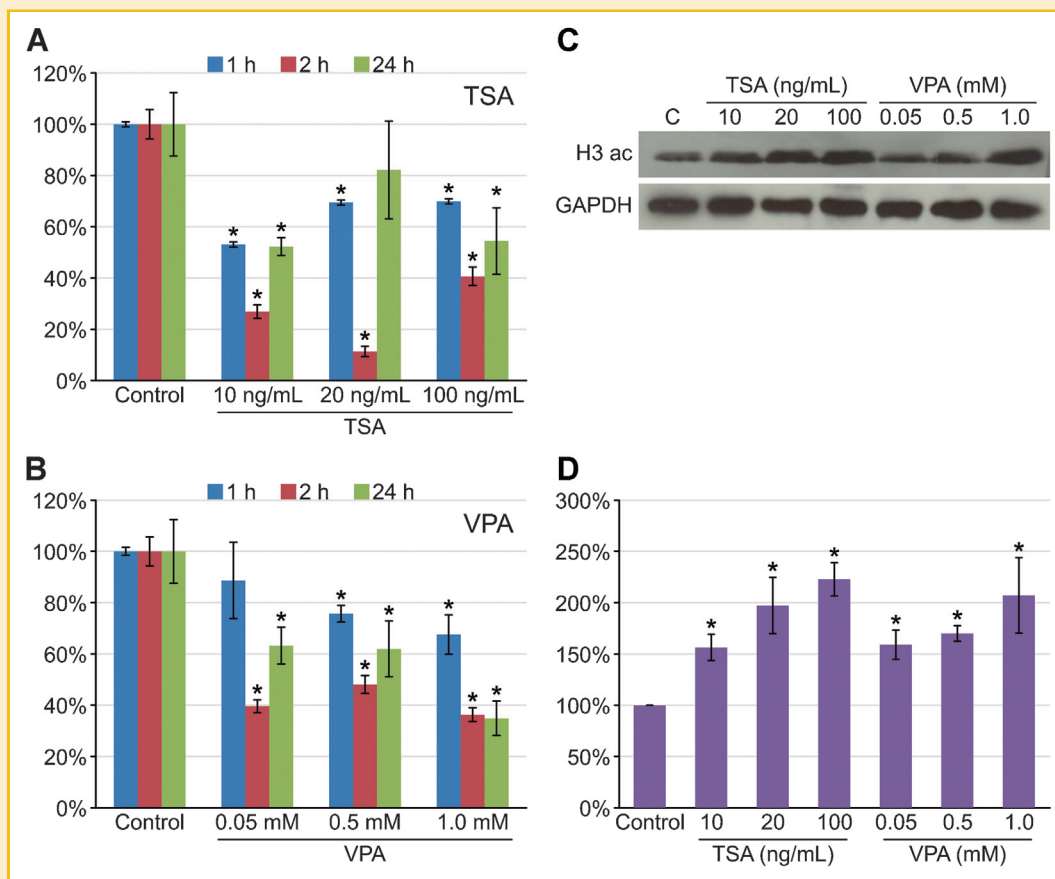 A
1 h 2 h 24 h
TSA
120%
100%
80%
60%
40%
20%
0%
* * * * * * * *
Control 10 ng/mL 20 ng/mL 100 ng/mL
TSA
B
1 h 2 h 24 h
VPA
120%
100%
80%
60%
40%
20%
0%
* * * * * * * *
Control 0.05 mM 0.5 mM 1.0 mM
VPA
C
TSA (ng/mL) VPA (mM)
C 10 20 100 0.05 0.5 1.0
H3 ac
GAPDH
D
300%
250%
200%
150%
100%
50%
0%
* * * * * *
Control 10 20 100 0.05 0.5 1.0
TSA (ng/mL) VPA (mM)